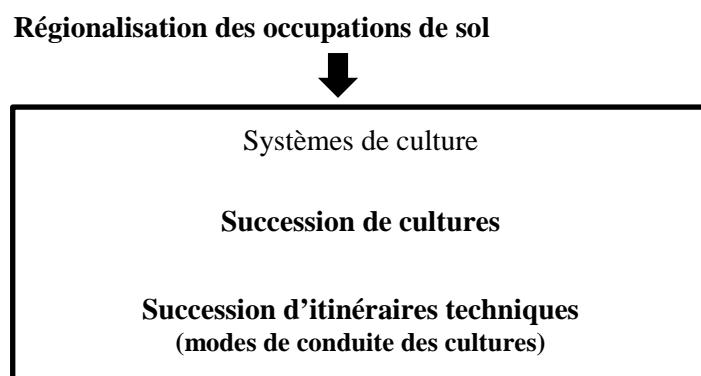 Régionalisation des occupations de sol
Systèmes de culture
Succession de cultures
Succession d’itinéraires techniques
(modes de conduite des cultures)